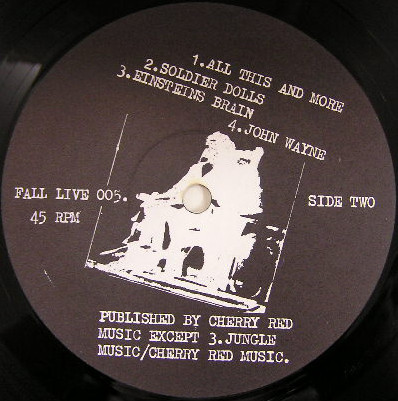 1.ALL THIS AND MORE
2.SOLDIER DOLLS
3.EINSTEINS BRAIN
4.JOHN WAYNE
FALL LIVE 005.
45 RPM
SIDE TWO
PUBLISHED BY CHERRY RED
MUSIC EXCEPT 3.JUNGLE
MUSIC/CHERRY RED MUSIC.